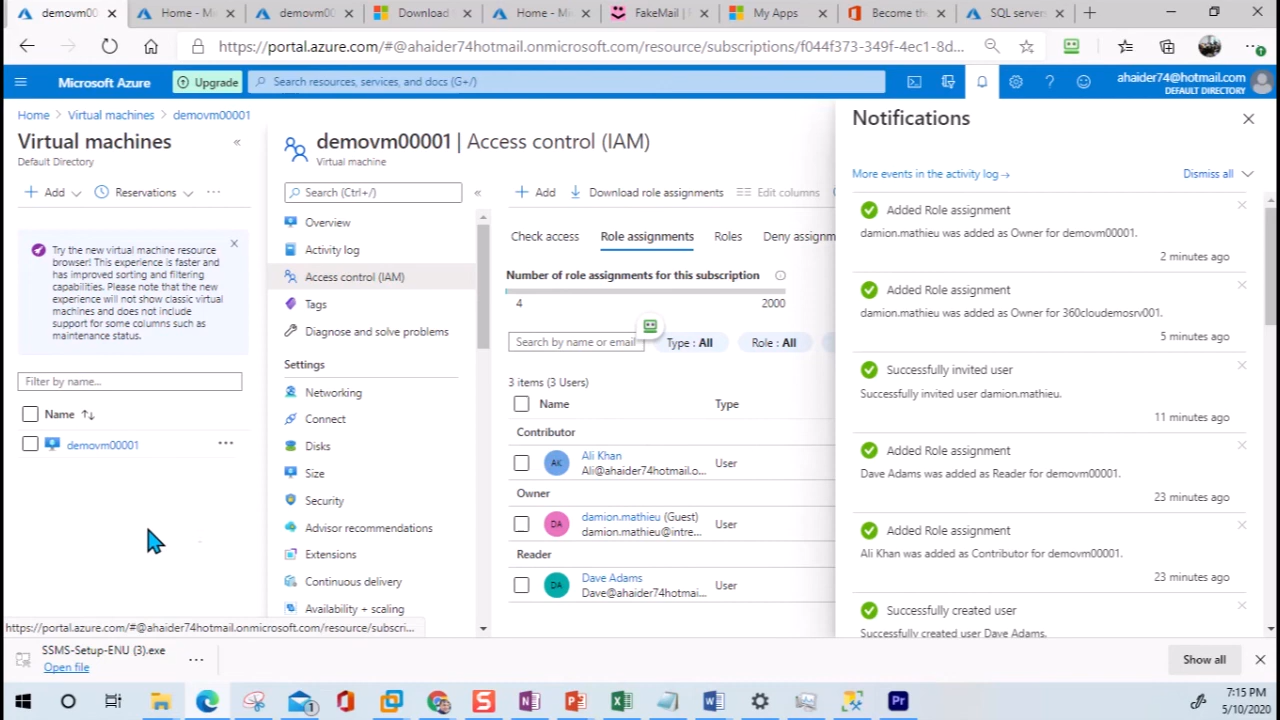 demovm00
Home - Mi
demovm00
Download
Home - Mi
FakeMail | F
My Apps
Become the
SQL servers
https://portal.azure.com/#@ahaider74hotmail.onmicrosoft.com/resource/subscriptions/f044f373-349f-4ec1-8d...
Microsoft Azure
Upgrade
Search resources, services, and docs (G+/)
ahaider74@hotmail.com
DEFAULT DIRECTORY
Home
Virtual machines
demovm00001
Virtual machines
«
Default Directory
Add
Reservations
...
Try the new virtual machine resource
browser! This experience is faster and
has improved sorting and filtering
capabilities. Please note that the new
experience will not show classic virtual
machines and does not include
support for some columns such as
maintenance status.
Filter by name...
Name ↑↓
demovm00001
...
demovm00001 | Access control (IAM)
Virtual machine
Search (Ctrl+/)
«
Overview
Activity log
Access control (IAM)
Tags
Diagnose and solve problems
Settings
Networking
Connect
Disks
Size
Security
Advisor recommendations
Extensions
Continuous delivery
Availability + scaling
Add
Download role assignments
Edit columns
Check access
Role assignments
Roles
Deny assignm
Number of role assignments for this subscription
4
2000
Search by name or email
Type : All
Role : All
3 items (3 Users)
Name
Type
Contributor
AK
Ali Khan
Ali@ahaider74hotmail.o...
User
Owner
DA
damion.mathieu (Guest)
damion.mathieu@intre...
User
Reader
DA
Dave Adams
Dave@ahaider74hotmai...
User
Notifications
More events in the activity log →
Dismiss all
Added Role assignment
damion.mathieu was added as Owner for demovm00001.
2 minutes ago
Added Role assignment
damion.mathieu was added as Owner for 360clouddemosrv001.
5 minutes ago
Successfully invited user
Successfully invited user damion.mathieu.
11 minutes ago
Added Role assignment
Dave Adams was added as Reader for demovm00001.
23 minutes ago
Added Role assignment
Ali Khan was added as Contributor for demovm00001.
23 minutes ago
Successfully created user
Successfully created user Dave Adams.
https://portal.azure.com/#@ahaider74hotmail.onmicrosoft.com/resource/subscri...
SSMS-Setup-ENU (3).exe
Open file
...
Show all
7:15 PM
5/10/2020